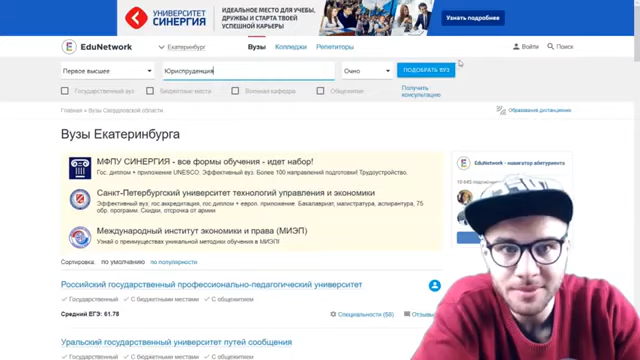 УНИВЕРСИТЕТ
СИНЕРГИЯ
ИДЕАЛЬНОЕ МЕСТО ДЛЯ УЧЕБЫ,
ДРУЖБЫ И СТАРТА ТВОЕЙ
УСПЕШНОЙ КАРЬЕРЫ
Узнать подробнее
EduNetwork
Екатеринбург
Вузы
Колледжи
Репетиторы
Войти
Поиск
Первое высшее
Юриспруденция
Очно
ПОДОБРАТЬ ВУЗ
Государственный вуз
Бюджетные места
Военная кафедра
Общежитие
Получить
консультацию
Главная » Вузы Свердловской области
Образование дистанционно
Вузы Екатеринбурга
МФПУ СИНЕРГИЯ - все формы обучения - идет набор!
Гос. диплом + приложение UNESCO. Эффективный вуз. Более 100 направлений подготовки! Трудоустройство.
Санкт-Петербургский университет технологий управления и экономики
Эффективный вуз, гос.аккредитация, гос.диплом + европ. приложение. Бакалавриат, магистратура, аспирантура, 75
обр. программ. Скидки, отсрочка от армии
Международный институт экономики и права (МИЭП)
Узнай о преимуществах уникальной методики обучения в МИЭП!
EduNetwork - навигатор абитуриента
Сортировка:
по умолчанию
по популярности
Российский государственный профессионально-педагогический университет
Государственный
С бюджетными местами
С общежитием
Средний ЕГЭ: 61.78
Специальности (56)
Отзывы
Уральский государственный университет путей сообщения
Государственный
С бюджетными местами
С общежитием